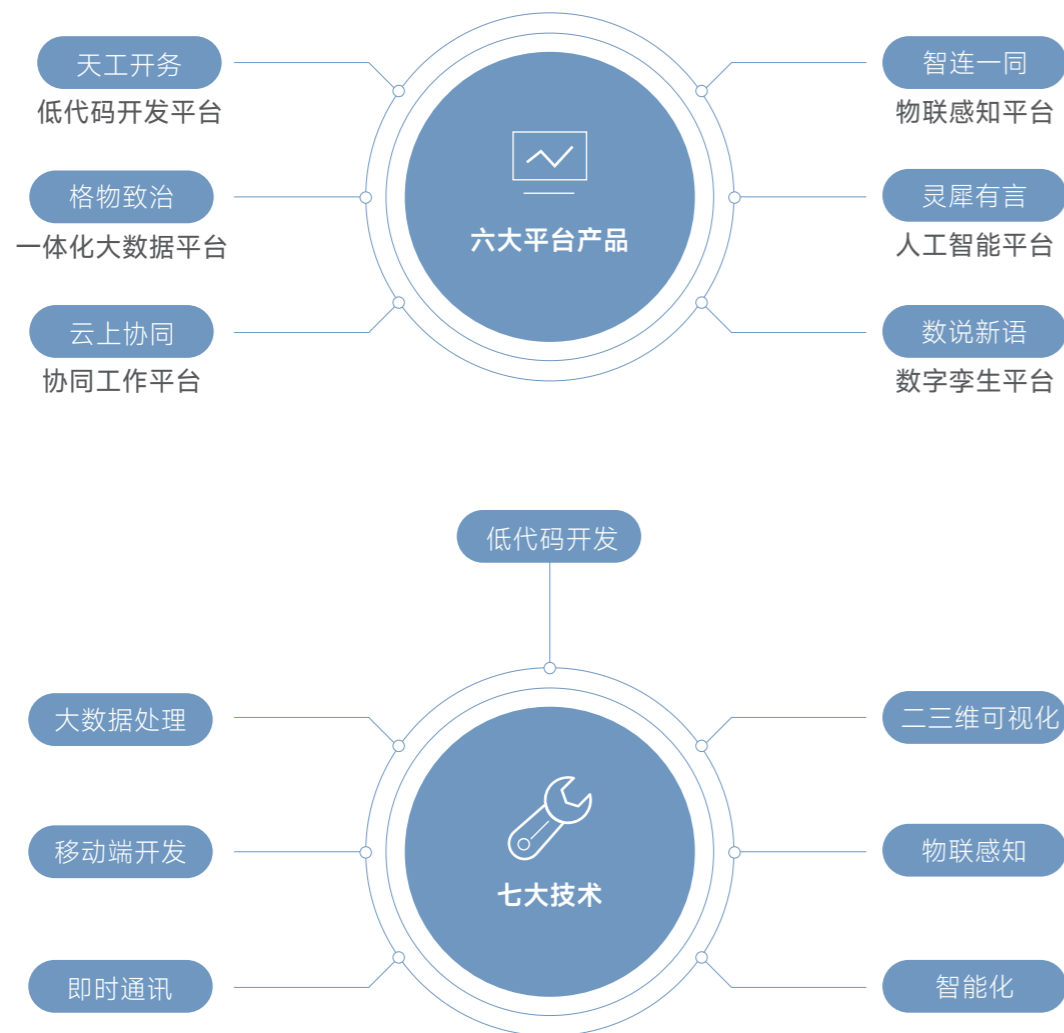 天工开务
低代码开发平台
格物致治
一体化大数据平台
云上协同
协同工作平台
六大平台产品
智连一同
物联感知平台
灵犀有言
人工智能平台
数说新语
数字孪生平台
低代码开发
大数据处理
移动端开发
即时通讯
七大技术
二三维可视化
物联感知
智能化